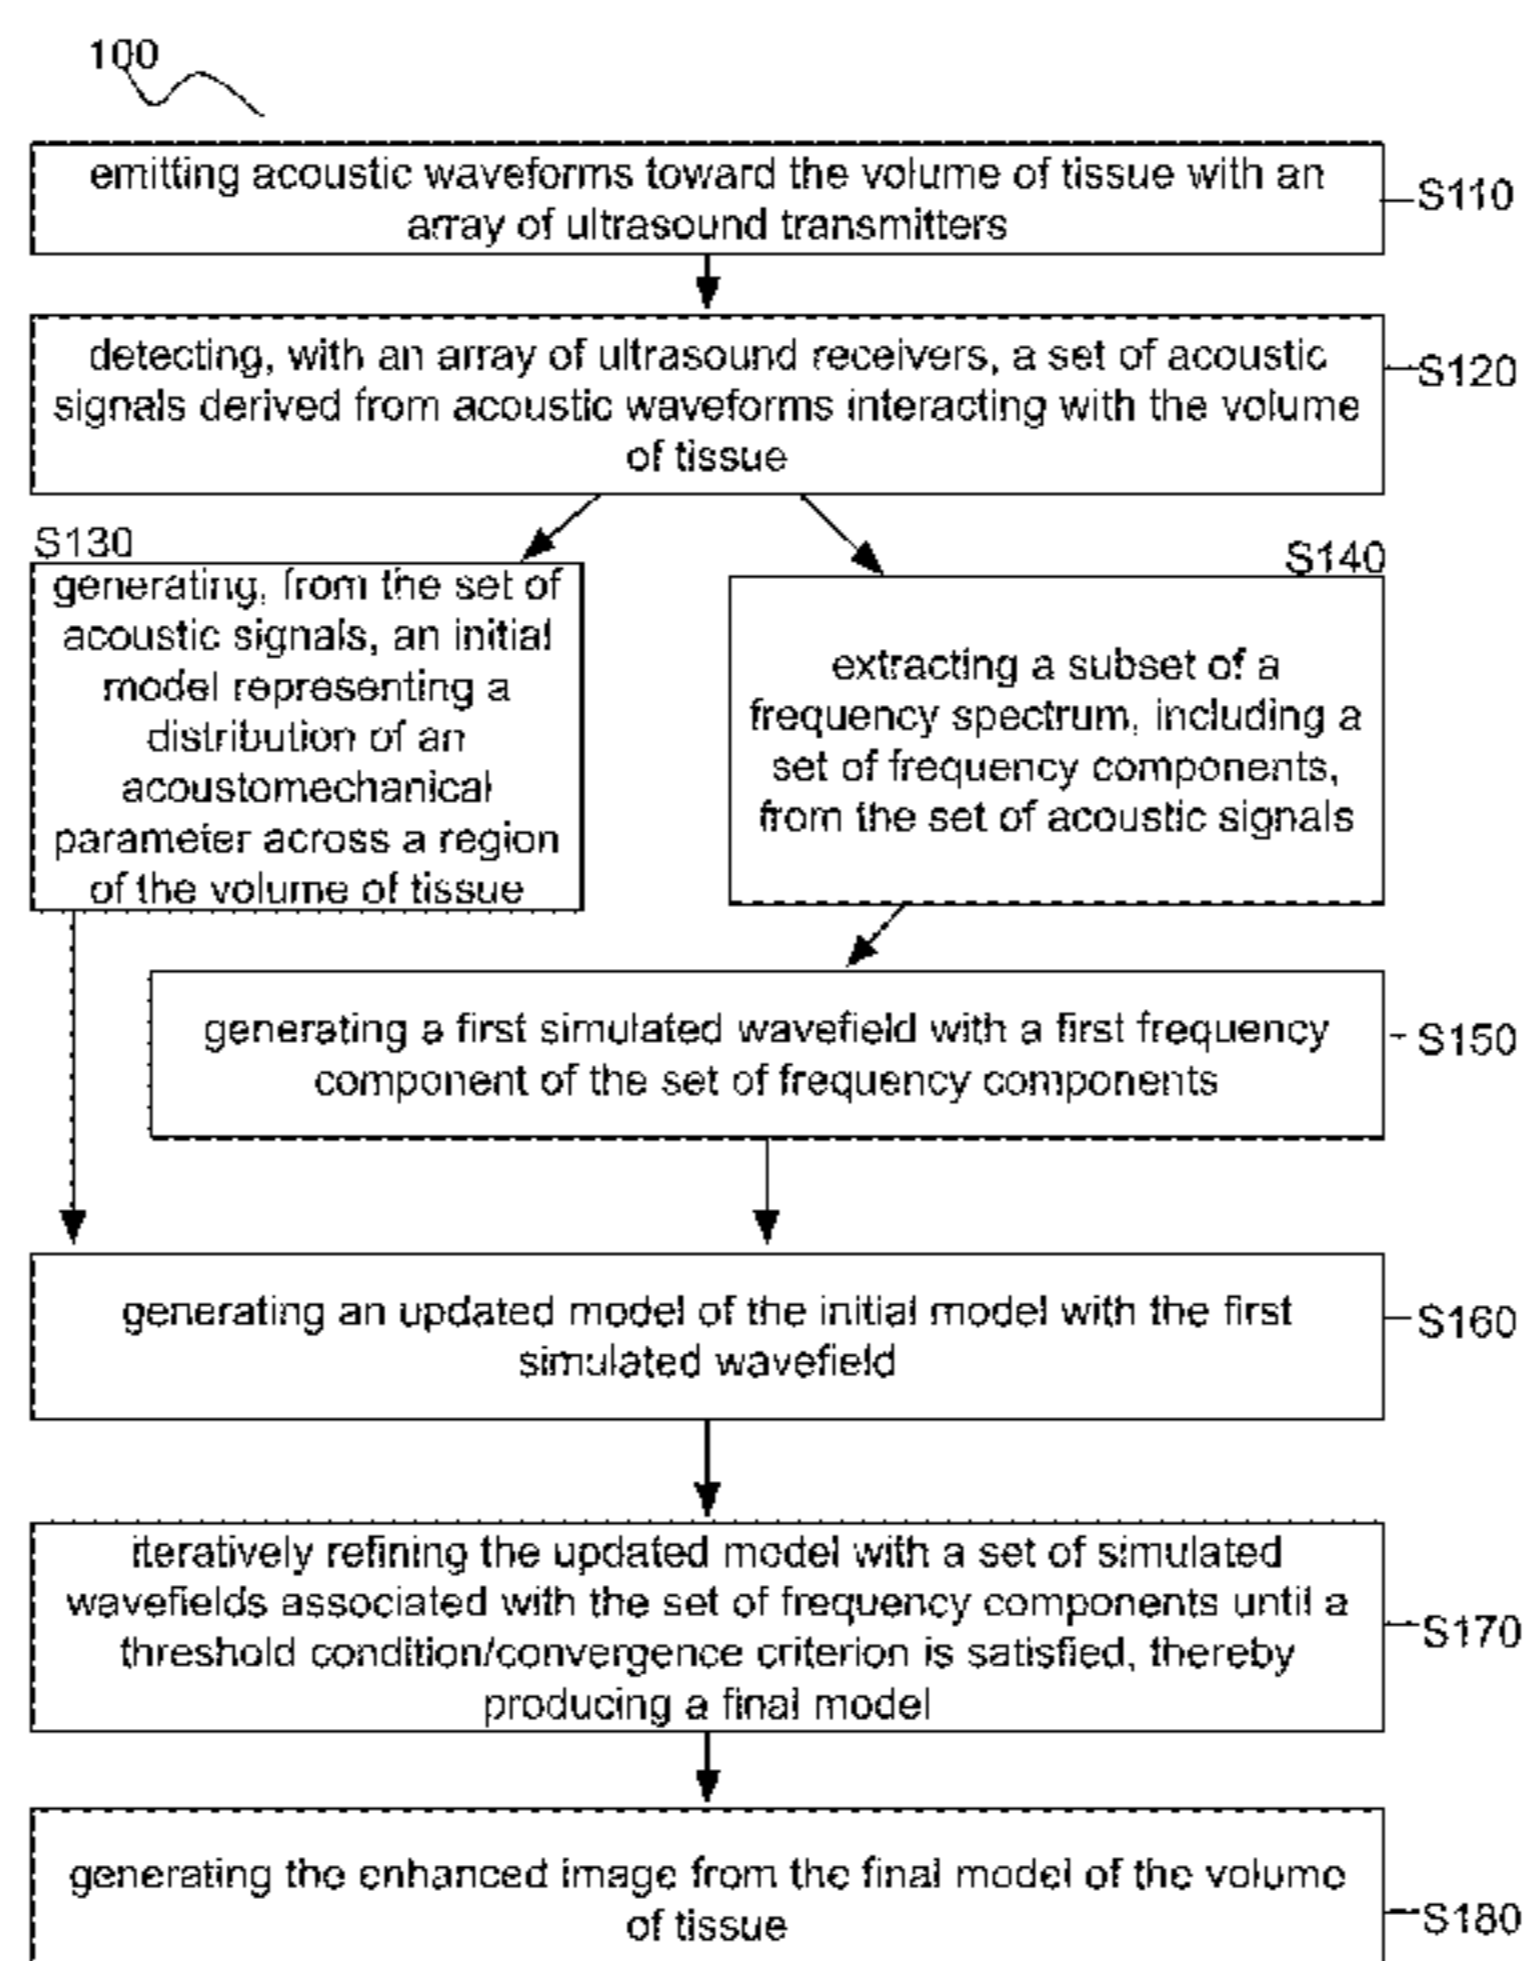 100
emitting acoustic waveforms toward the volume of tissue with an
array of ultrasound transmitters
S110
detecting, with an array of ultrasound receivers, a set of acoustic
signals derived from acoustic waveforms interacting with the volume
of tissue
S120
S130
generating, from the set of
acoustic signals, an initial
model representing a
distribution of an
acoustomechanical
parameter across a region
of the volume of tissue
S140
extracting a subset of a
frequency spectrum, including a
set of frequency components,
from the set of acoustic signals
generating a first simulated wavefield with a first frequency
component of the set of frequency components
S150
generating an updated model of the initial model with the first
simulated wavefield
S160
iteratively refining the updated model with a set of simulated
wavefields associated with the set of frequency components until a
threshold condition/convergence criterion is satisfied, thereby
producing a final model
S170
generating the enhanced image from the final model of the volume
of tissue
S180